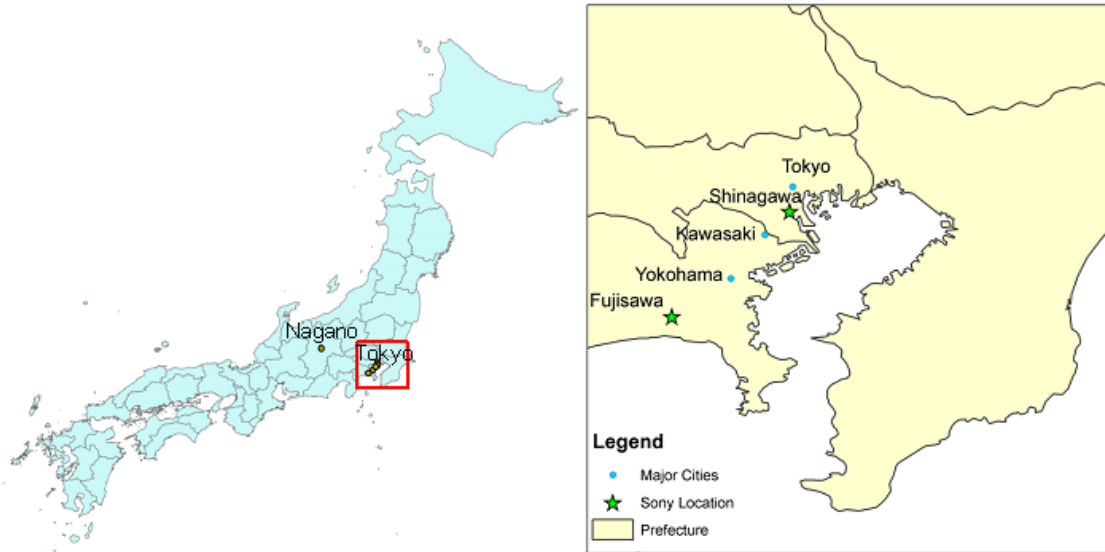 Nagano
Tokyo
Tokyo
Shinagawa
Kawasaki
Yokohama
Fujisawa
Legend
Major Cities
Sony Location
Prefecture